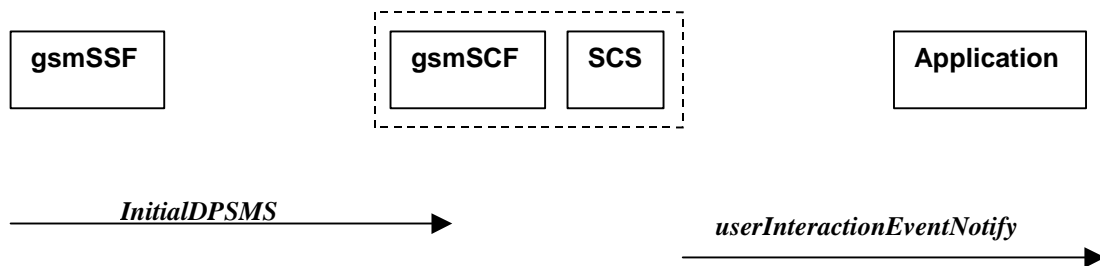 gsmSSF
gsmSCF
SCS
Application
InitialDPSMS
userInteractionEventNotify